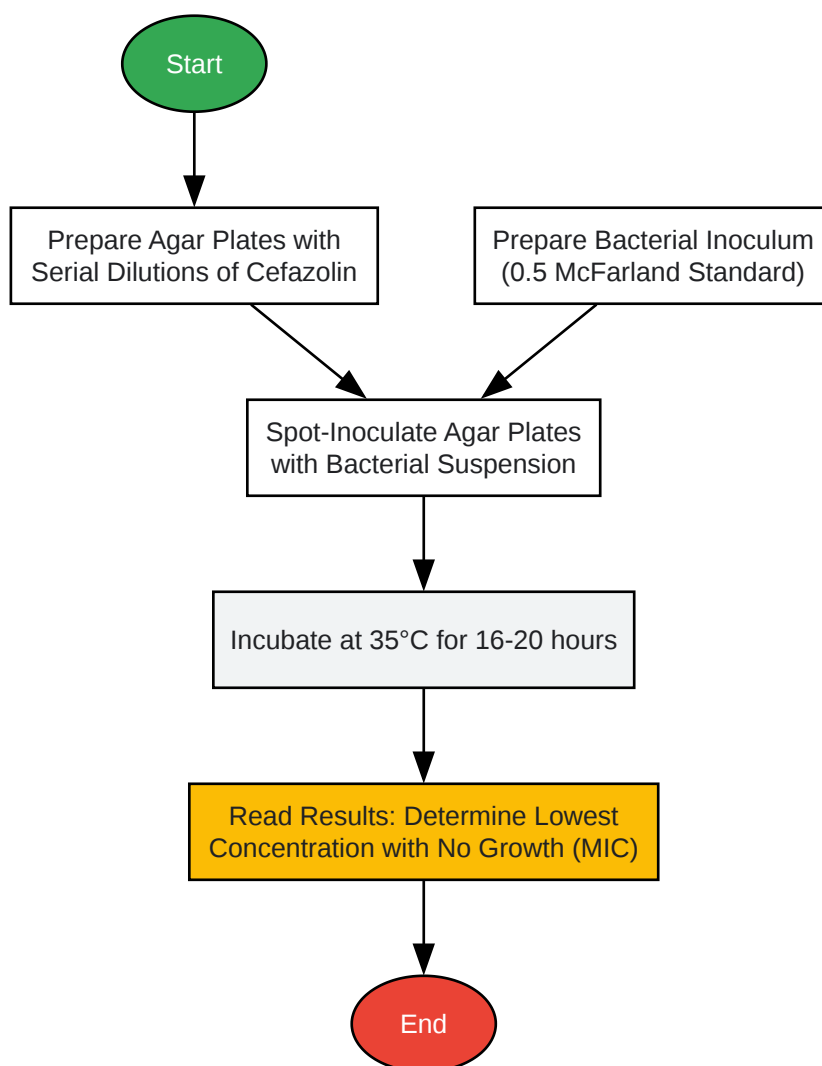 Start
Prepare Agar Plates with
Serial Dilutions of Cefazolin
Prepare Bacterial Inoculum
(0.5 McFarland Standard)
Spot-Inoculate Agar Plates
with Bacterial Suspension
Incubate at 35°C for 16-20 hours
Read Results: Determine Lowest
Concentration with No Growth (MIC)
End